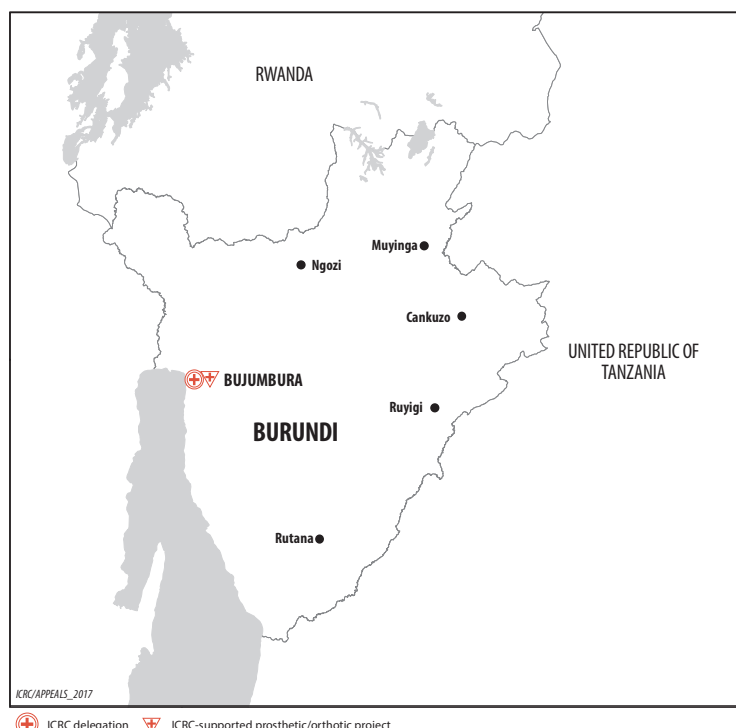 RWANDA
Muyinga
Ngozi
Cankuzo
UNITED REPUBLIC OF
TANZANIA
BUJUMBURA
Ruyigi
BURUNDI
Rutana
ICRC/APPEALS_2017
ICRC delegation ICRC-supported prosthetic/orthotic project